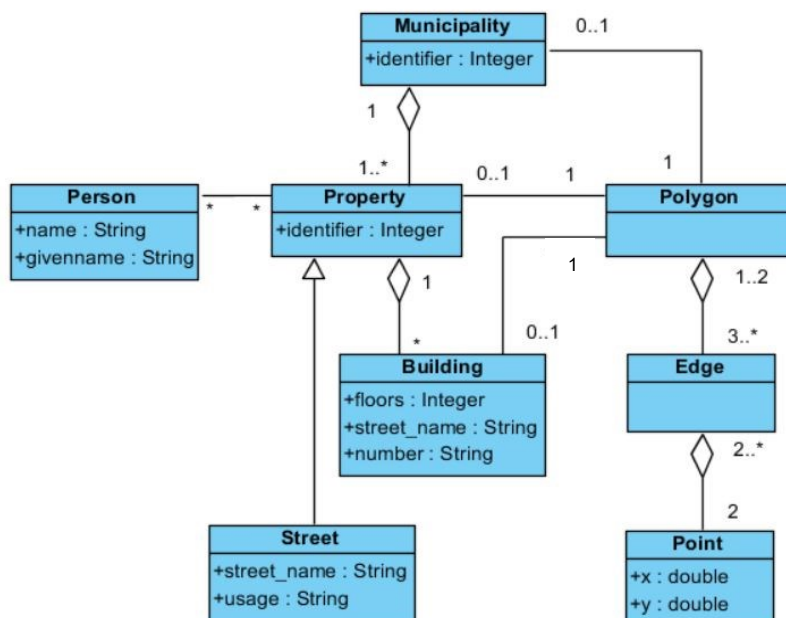 Municipality
+identifier : Integer
0..1
1
1..*
1
Person
+name : String
+givenname : String
*
*
Property
+identifier : Integer
0..1
1
Polygon
1
*
1
0..1
1..2
3..*
Building
+floors : Integer
+street_name : String
+number : String
Edge
2..*
2
Street
+street_name : String
+usage : String
Point
+x : double
+y : double